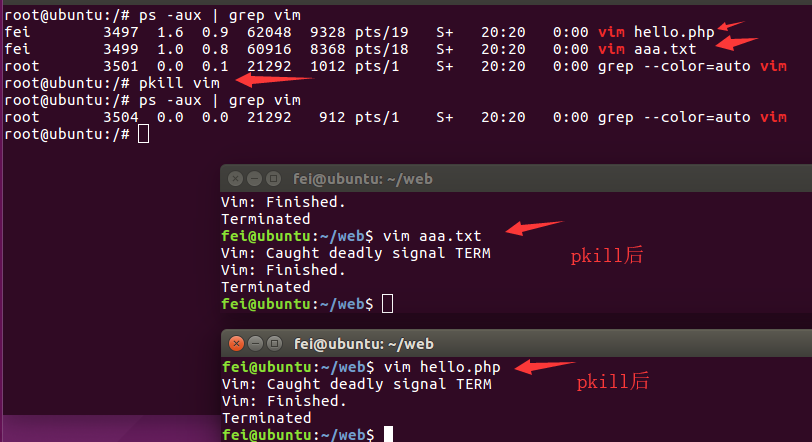 root@ubuntu:/# ps -aux | grep vim
fei        3497  1.6  0.9  62048  9328 pts/19   S+   20:20   0:00 vim hello.php
fei        3499  1.0  0.8  60916  8368 pts/18   S+   20:20   0:00 vim aaa.txt
root       3501  0.0  0.1  21292  1012 pts/1    S+   20:20   0:00 grep --color=auto vim
root@ubuntu:/# pkill vim
root@ubuntu:/# ps -aux | grep vim
root       3504  0.0  0.0  21292   912 pts/1    S+   20:20   0:00 grep --color=auto vim
root@ubuntu:/#
fei@ubuntu: ~/web
Vim: Finished.
Terminated
fei@ubuntu:~/web$ vim aaa.txt
Vim: Caught deadly signal TERM
pkill后
Vim: Finished.
Terminated
fei@ubuntu:~/web$
fei@ubuntu: ~/web
fei@ubuntu:~/web$ vim hello.php
Vim: Caught deadly signal TERM
pkill后
Vim: Finished.
Terminated
fei@ubuntu:~/web$